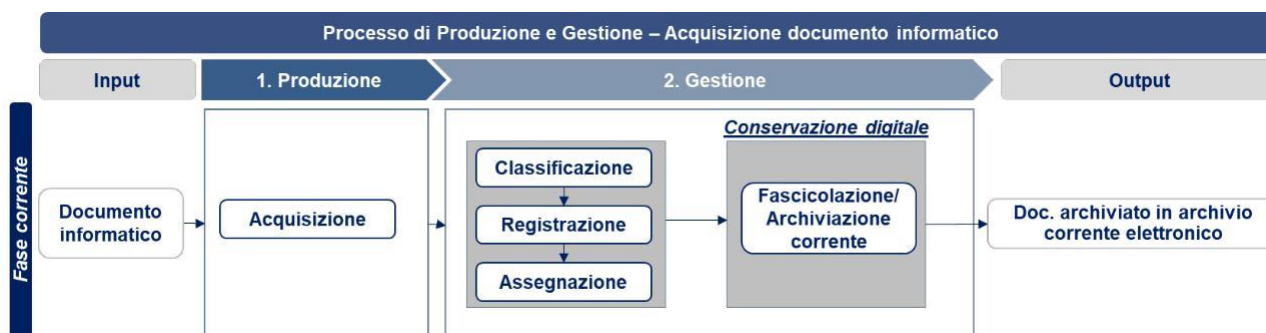 Processo di Produzione e Gestione – Acquisizione documento informatico
Input
1. Produzione
2. Gestione
Output
Fase corrente
Documento
informatico
Acquisizione
Classificazione
Registrazione
Assegnazione
Conservazione digitale
Fascicolazione/
Archiviazione
corrente
Doc. archiviato in archivio
corrente elettronico